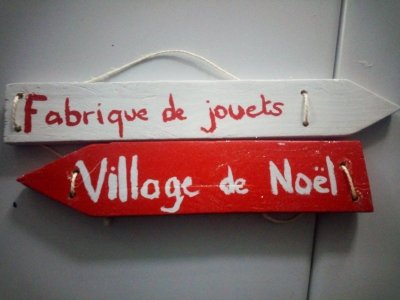 Fabrique de jouets
Village de Noël